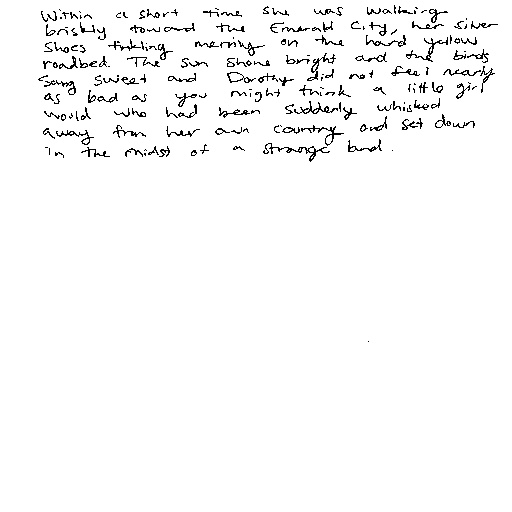 Within a short time she was walking
briskly toward the Emerald City, her silver
shoes tinkling merrily on the hard yellow
roadbed. The sun shone bright and the birds
sang sweet and Dorothy did not feel nearly
as bad as you might think a little girl
would who had been suddenly whisked
away from her own country and set down
in the midst of a strange land.